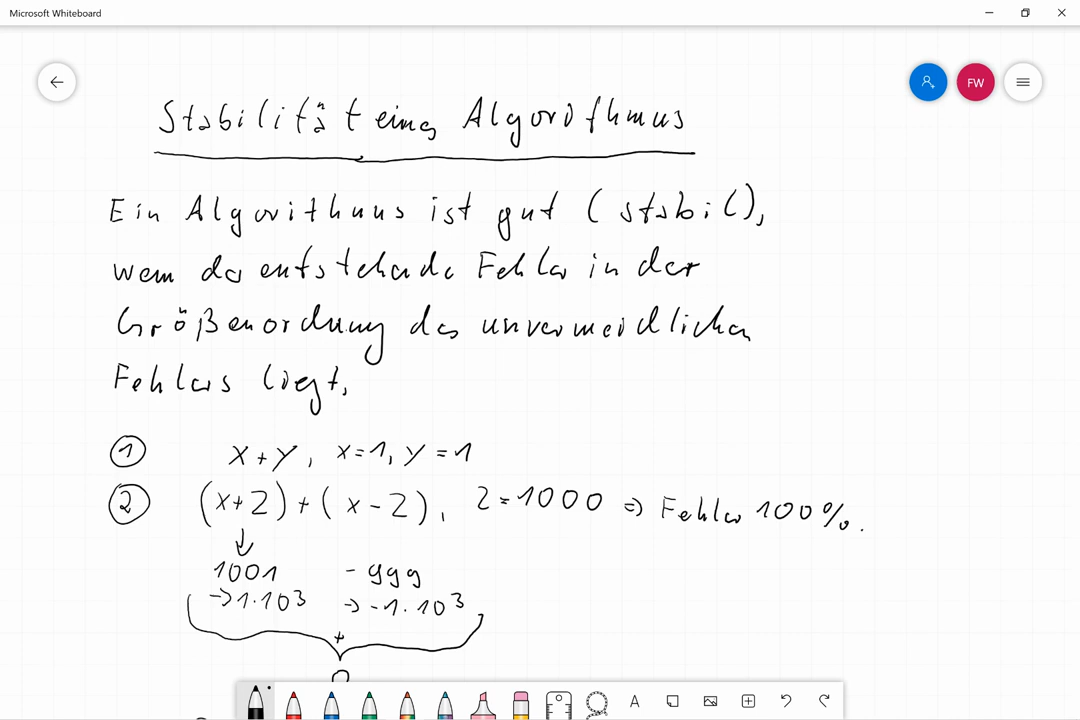 Microsoft Whiteboard
FW
Stabilität eines Algorithmus
Ein Algorithmus ist gut (stabil),
wenn der entstehende Fehler in der
Größenordnung des unvermeidlichen
Fehlers liegt.
① x+y, x=1, y=1
② (x+z)+(x-z), z=1000 ⇒ Fehler 100%.
↓
1001 -999
→1·10³ → -1·10³
+
0
A